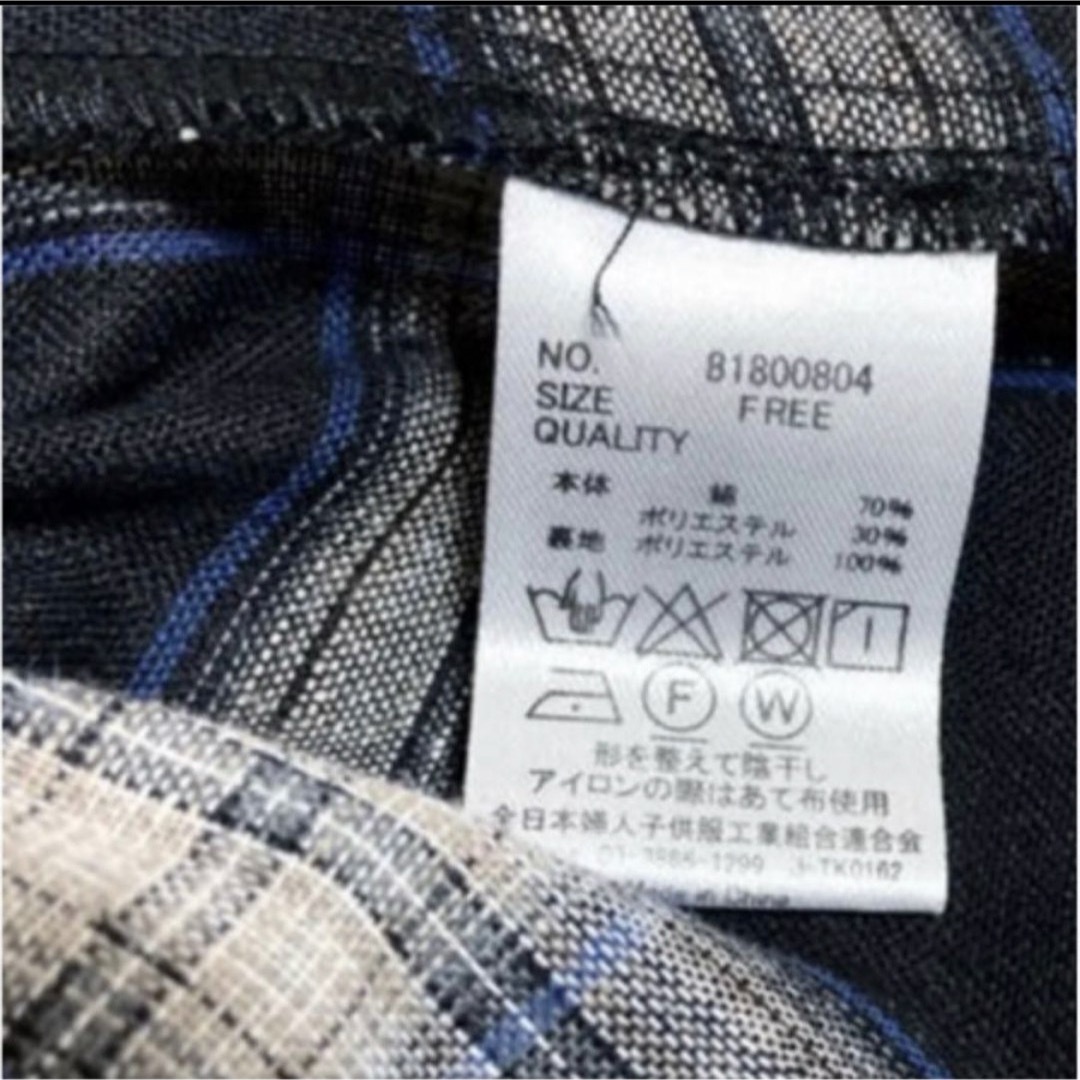 NO. 81800804
SIZE FREE
QUALITY
本体 綿 70%
ポリエステル 30%
裏地 ポリエステル 100%
F W
形を整えて陰干し
アイロンの際はあて布使用
全日本婦人子供服工業組合連合会
J-TK0162